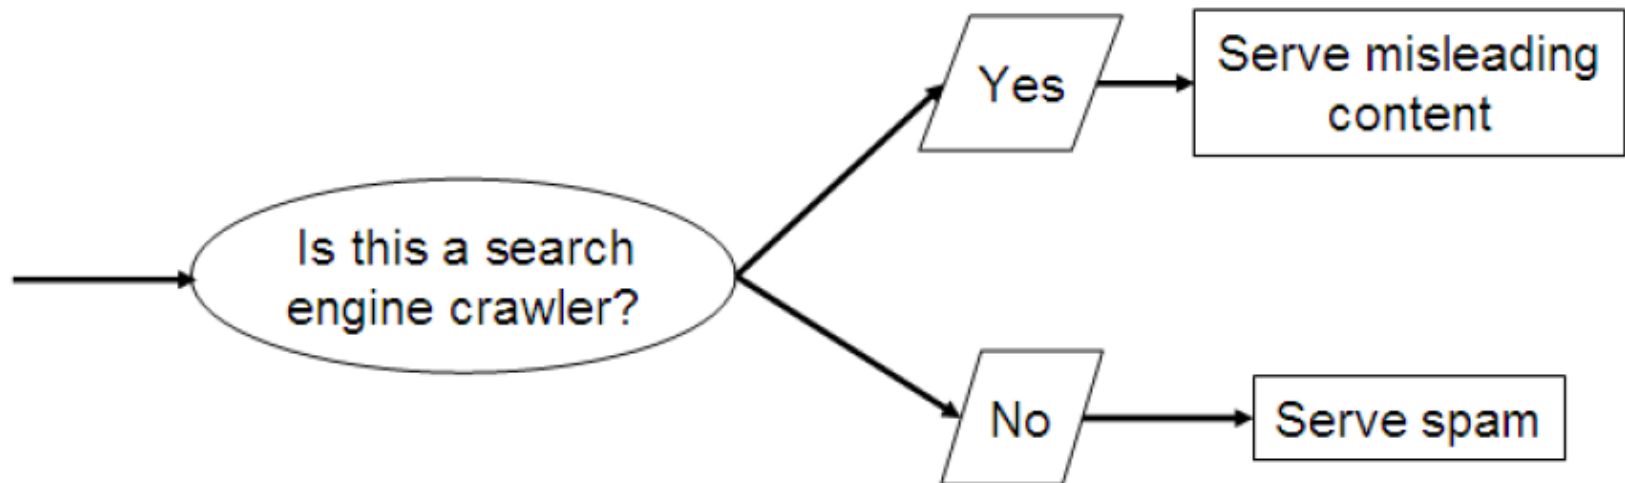 Is this a search
engine crawler?
Yes
Serve misleading
content
No
Serve spam